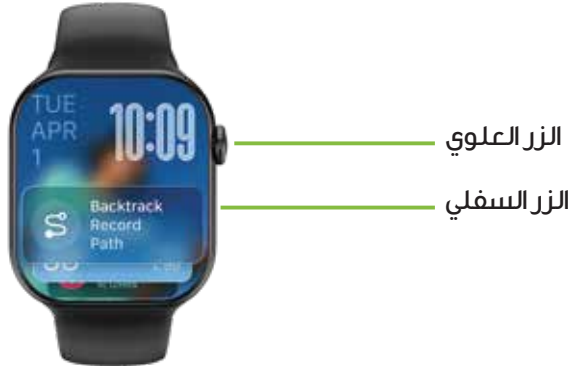 TUE
APR
1
10:09
Backtrack
Record
Path
الزر العلوي
الزر السفلي